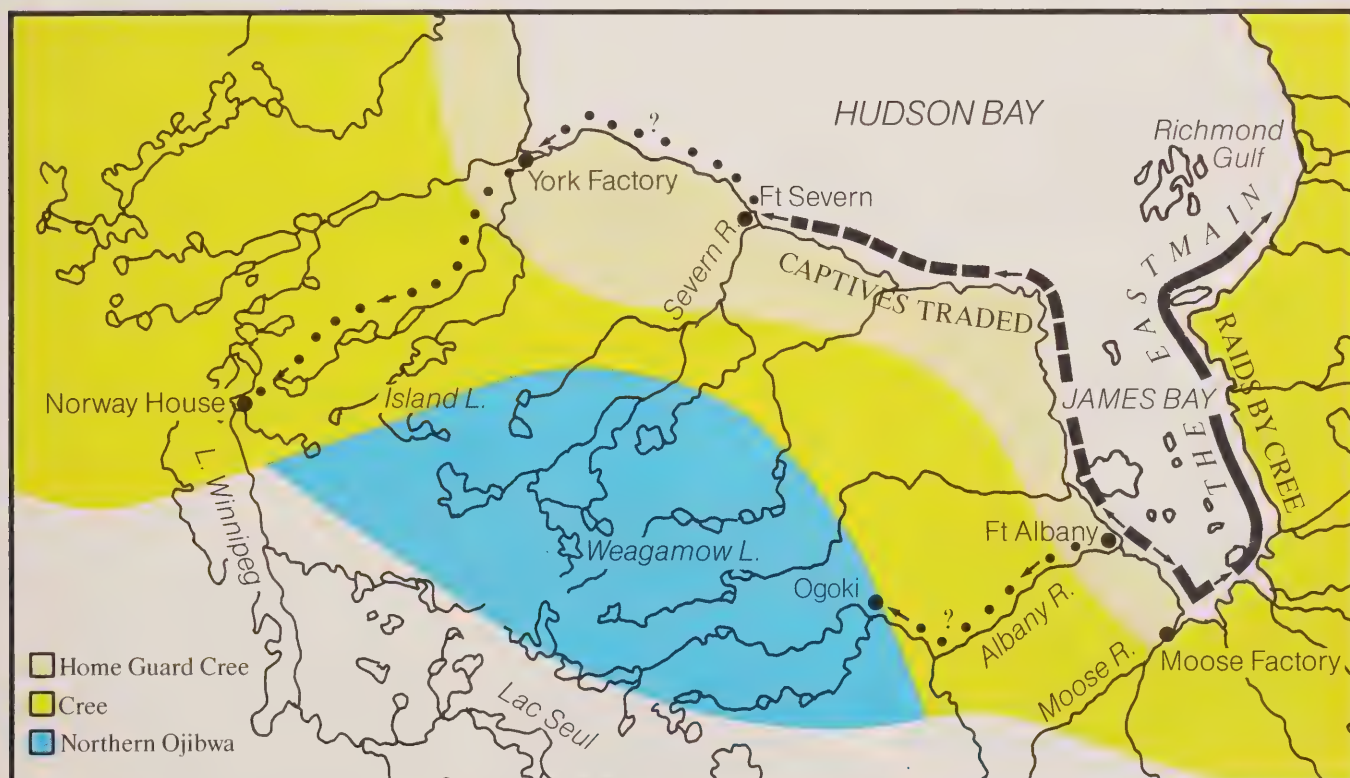 HUDSON BAY
Richmond
Gulf
?
York Factory
Ft Severn
THE EASTMAIN
Severn R.
CAPTIVES TRADED
RAIDS BY CREE
Norway House
Island L.
JAMES BAY
L. Winnipeg
Weagamow L.
Ft Albany
Ogoki
?
Albany R.
Moose R.
Moose Factory
Lac Seul
Home Guard Cree
Cree
Northern Ojibwa